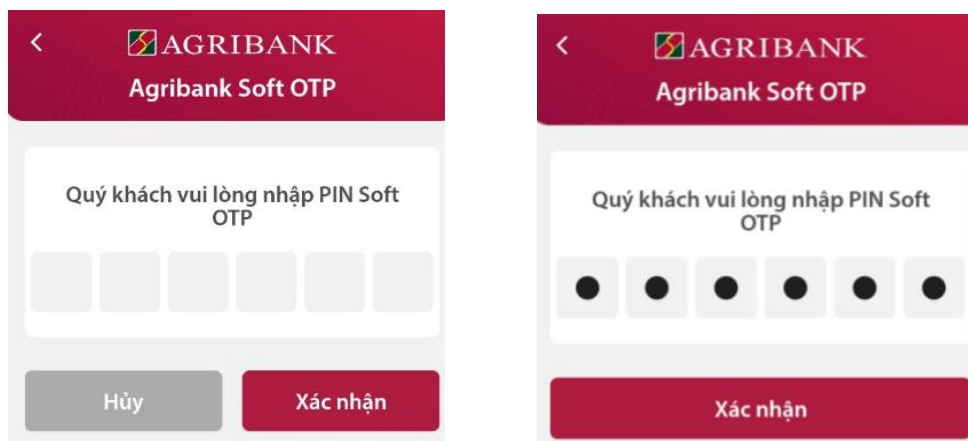 AGRIBANK
Agribank Soft OTP
Quý khách vui lòng nhập PIN Soft
OTP
Hủy
Xác nhận
AGRIBANK
Agribank Soft OTP
Quý khách vui lòng nhập PIN Soft
OTP
Xác nhận